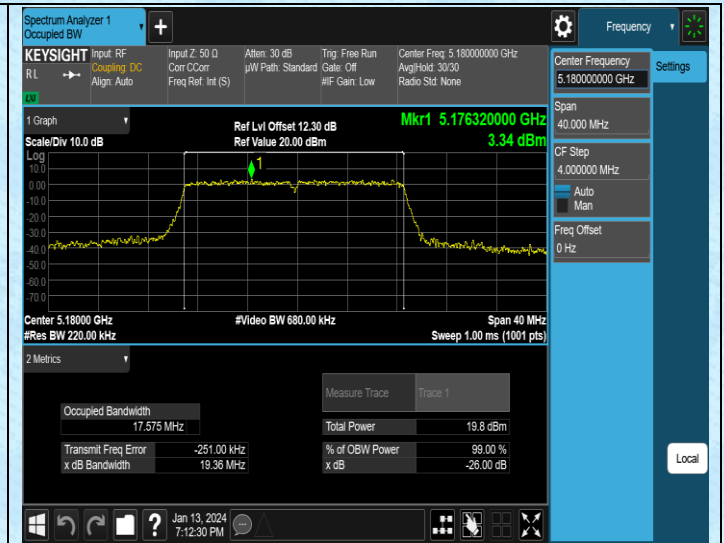 Spectrum Analyzer 1
Occupied BW
Frequency
KEYSIGHT
RL
LXI
Input: RF
Coupling: DC
Align: Auto
Input Z: 50 Ω
Corr CCorr
Freq Ref: Int (S)
Atten: 30 dB
µW Path: Standard
Trig: Free Run
Gate: Off
#IF Gain: Low
Center Freq: 5.180000000 GHz
Avg|Hold: 30/30
Radio Std: None
Center Frequency
5.180000000 GHz
Settings
Span
40.000 MHz
CF Step
4.000000 MHz
Auto
Man
Freq Offset
0 Hz
1 Graph
Scale/Div 10.0 dB
Ref Lvl Offset 12.30 dB
Ref Value 20.00 dBm
Mkr1 5.176320000 GHz
3.34 dBm
Log
10.0
0.00
-10.0
-20.0
-30.0
-40.0
-50.0
-60.0
-70.0
1
Center 5.18000 GHz
#Res BW 220.00 kHz
#Video BW 680.00 kHz
Span 40 MHz
Sweep 1.00 ms (1001 pts)
2 Metrics
Measure Trace Trace 1
Occupied Bandwidth
17.575 MHz
Total Power 19.8 dBm
Transmit Freq Error -251.00 kHz
x dB Bandwidth 19.36 MHz
% of OBW Power 99.00 %
x dB -26.00 dB
Local
?
Jan 13, 2024
7:12:30 PM